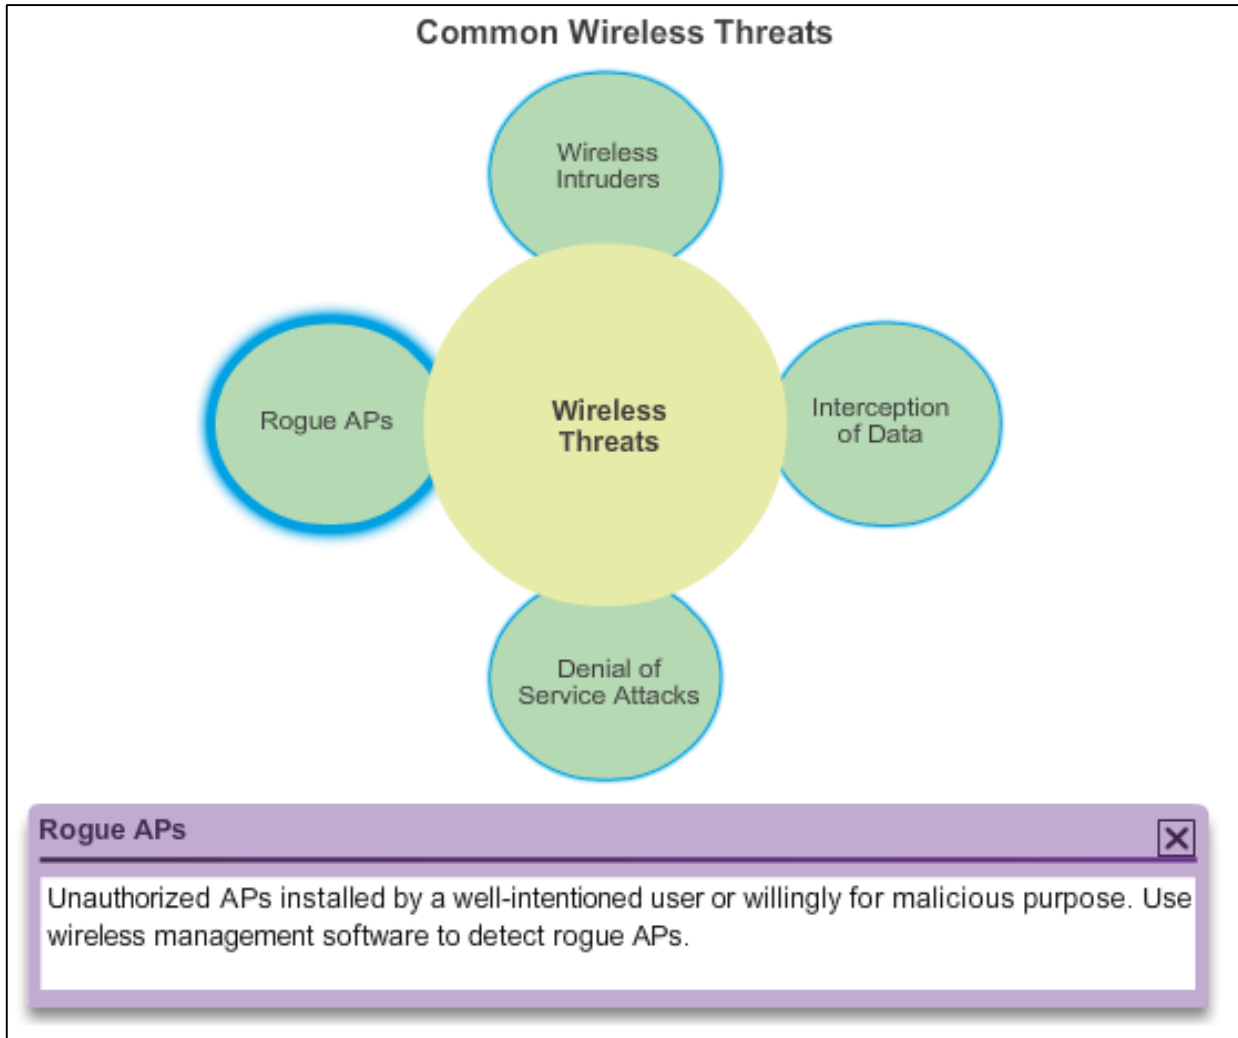 Common Wireless Threats
Wireless
Intruders
Rogue APs
Wireless
Threats
Interception
of Data
Denial of
Service Attacks
Rogue APs
Unauthorized APs installed by a well-intentioned user or willingly for malicious purpose. Use
wireless management software to detect rogue APs.